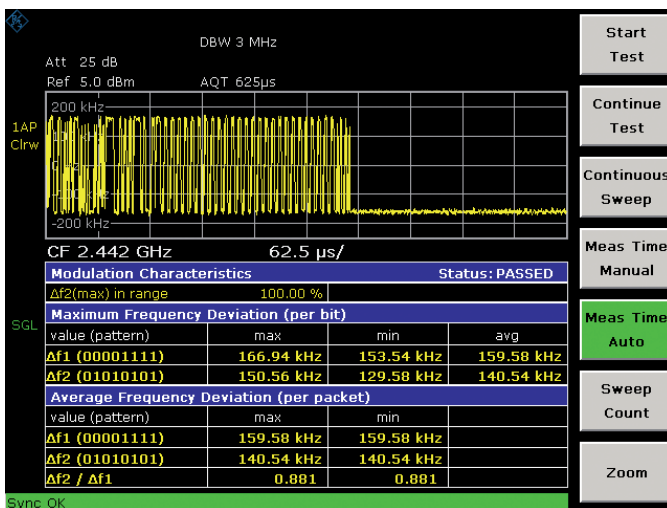 DBW 3 MHz
Att 25 dB
Ref 5.0 dBm AQT 625µs
200 kHz
1AP
Clrw
-200 kHz
CF 2.442 GHz 62.5 µs/
Modulation Characteristics Status: PASSED
Δf2(max) in range 100.00 %
Maximum Frequency Deviation (per bit)
SGL
value (pattern) max min avg
Δf1 (00001111) 166.94 kHz 153.54 kHz 159.58 kHz
Δf2 (01010101) 150.56 kHz 129.58 kHz 140.54 kHz
Average Frequency Deviation (per packet)
value (pattern) max min
Δf1 (00001111) 159.58 kHz 159.58 kHz
Δf2 (01010101) 140.54 kHz 140.54 kHz
Δf2 / Δf1 0.881 0.881
Sync OK
Start
Test
Continue
Test
Continuous
Sweep
Meas Time
Manual
Meas Time
Auto
Sweep
Count
Zoom